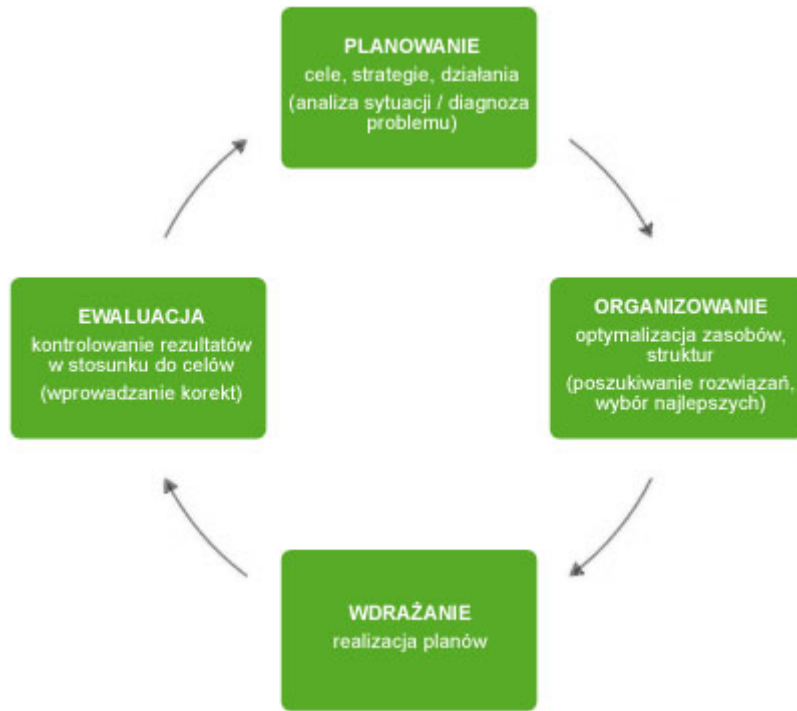 PLANOWANIE
cele, strategie, działania
(analiza sytuacji / diagnoza
problemu)
ORGANIZOWANIE
optymalizacja zasobów,
struktur
(poszukiwanie rozwiązań,
wybór najlepszych)
WDRAŻANIE
realizacja planów
EWALUACJA
kontrolowanie rezultatów
w stosunku do celów
(wprowadzanie korekt)